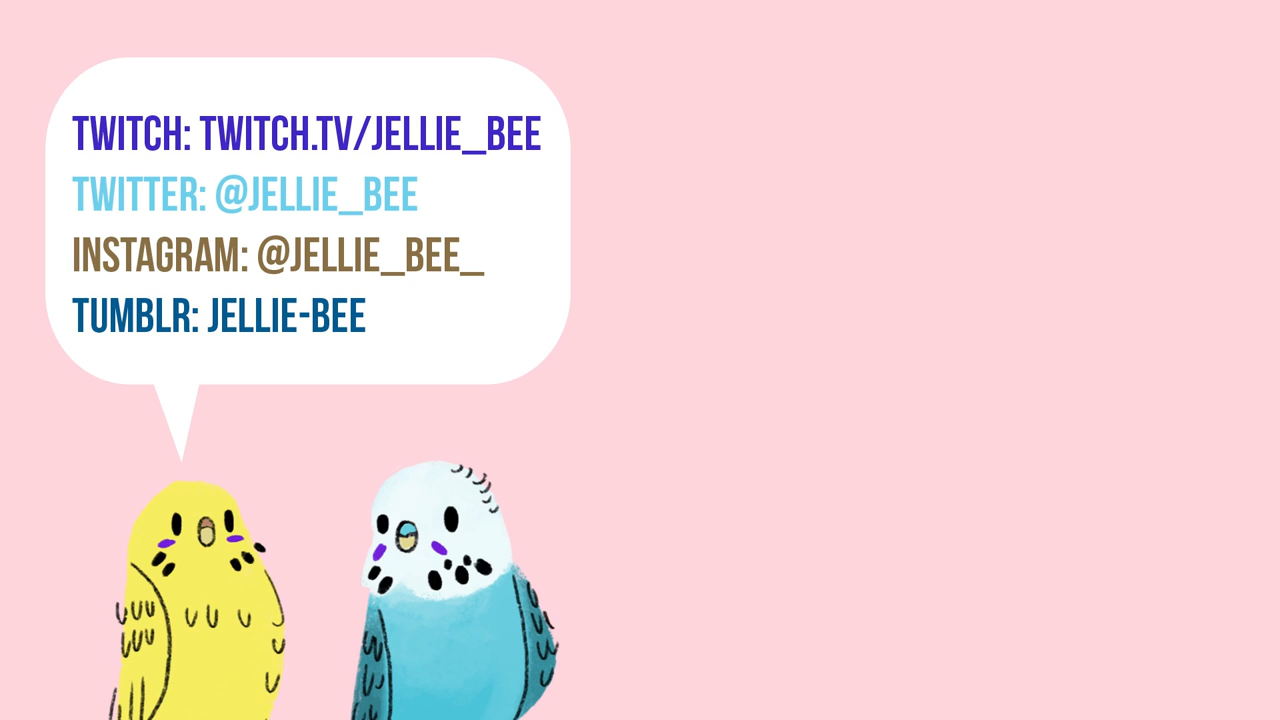 TWITCH: TWITCH.TV/JELLIE_BEE
TWITTER: @JELLIE_BEE
INSTAGRAM: @JELLIE_BEE_
TUMBLR: JELLIE-BEE